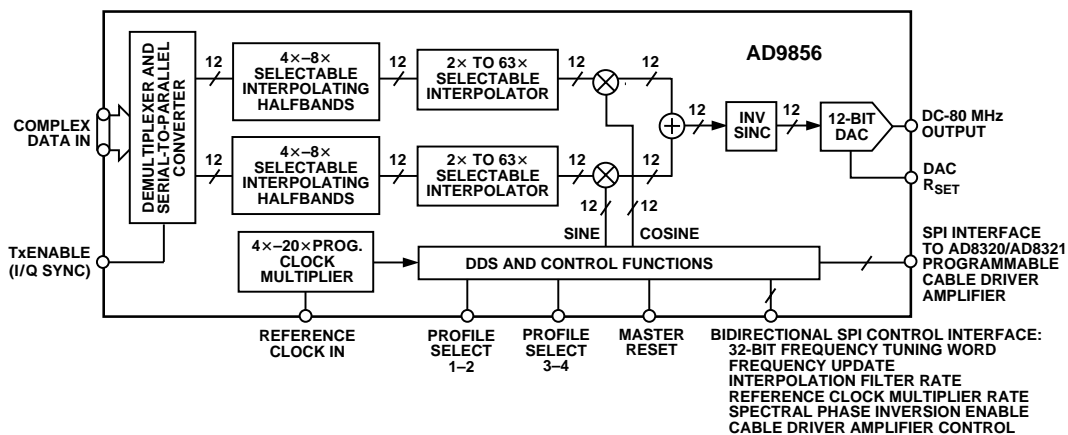 AD9856
COMPLEX
DATA IN
TxENABLE
(I/Q SYNC)
DEMULTIPLEXER AND
SERIAL-TO-PARALLEL
CONVERTER
12
4×–8×
SELECTABLE
INTERPOLATING
HALFBANDS
12
2× TO 63×
SELECTABLE
INTERPOLATOR
12
12
12
4×–8×
SELECTABLE
INTERPOLATING
HALFBANDS
12
2× TO 63×
SELECTABLE
INTERPOLATOR
12
12
12
INV
SINC
12
12-BIT
DAC
DC-80 MHz
OUTPUT
DAC
RSET
12
12
SINE
COSINE
4×–20× PROG.
CLOCK
MULTIPLIER
DDS AND CONTROL FUNCTIONS
SPI INTERFACE
TO AD8320/AD8321
PROGRAMMABLE
CABLE DRIVER
AMPLIFIER
REFERENCE
CLOCK IN
PROFILE
SELECT
1–2
PROFILE
SELECT
3–4
MASTER
RESET
BIDIRECTIONAL SPI CONTROL INTERFACE:
32-BIT FREQUENCY TUNING WORD
FREQUENCY UPDATE
INTERPOLATION FILTER RATE
REFERENCE CLOCK MULTIPLIER RATE
SPECTRAL PHASE INVERSION ENABLE
CABLE DRIVER AMPLIFIER CONTROL